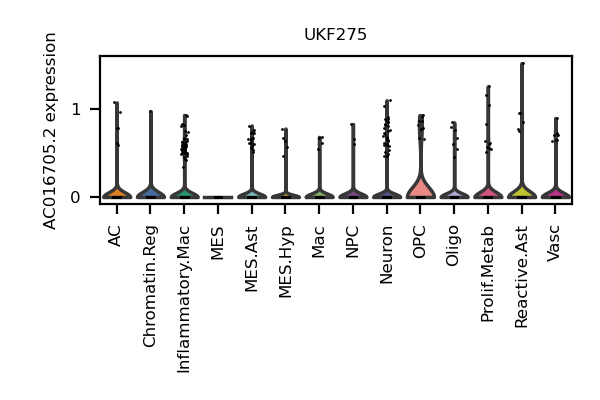 UKF275
AC016705.2 expression
1
0
AC
Chromatin.Reg
Inflammatory.Mac
MES
MES.Ast
MES.Hyp
Mac
NPC
Neuron
OPC
Oligo
Prolif.Metab
Reactive.Ast
Vasc